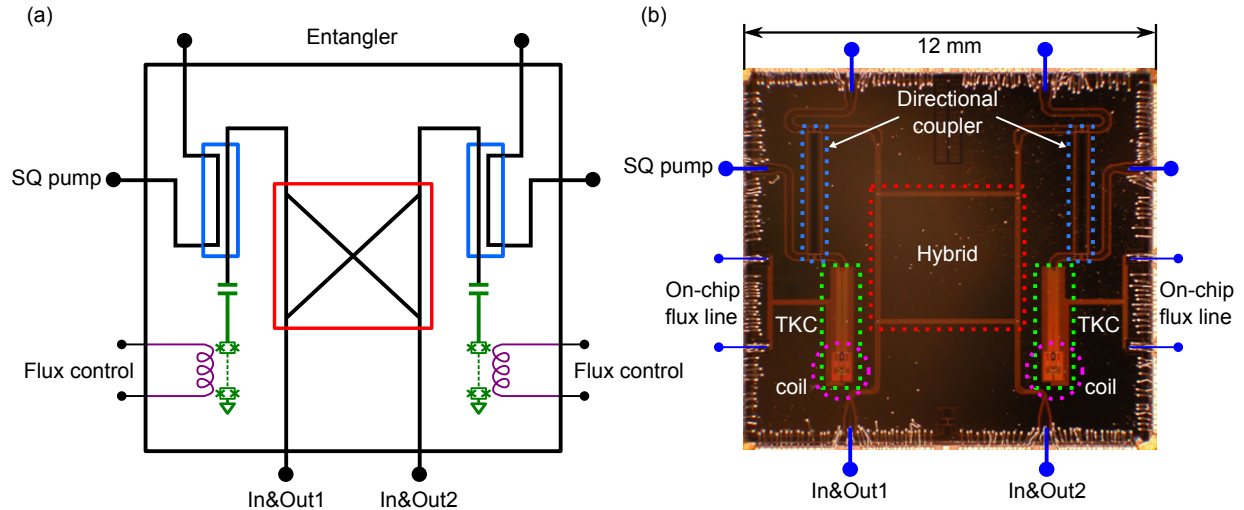 (a)
Entangler
SQ pump
Flux control
Flux control
In&Out1
In&Out2
(b)
12 mm
Directional
coupler
SQ pump
Hybrid
On-chip
flux line
On-chip
flux line
TKC
TKC
coil
coil
In&Out1
In&Out2